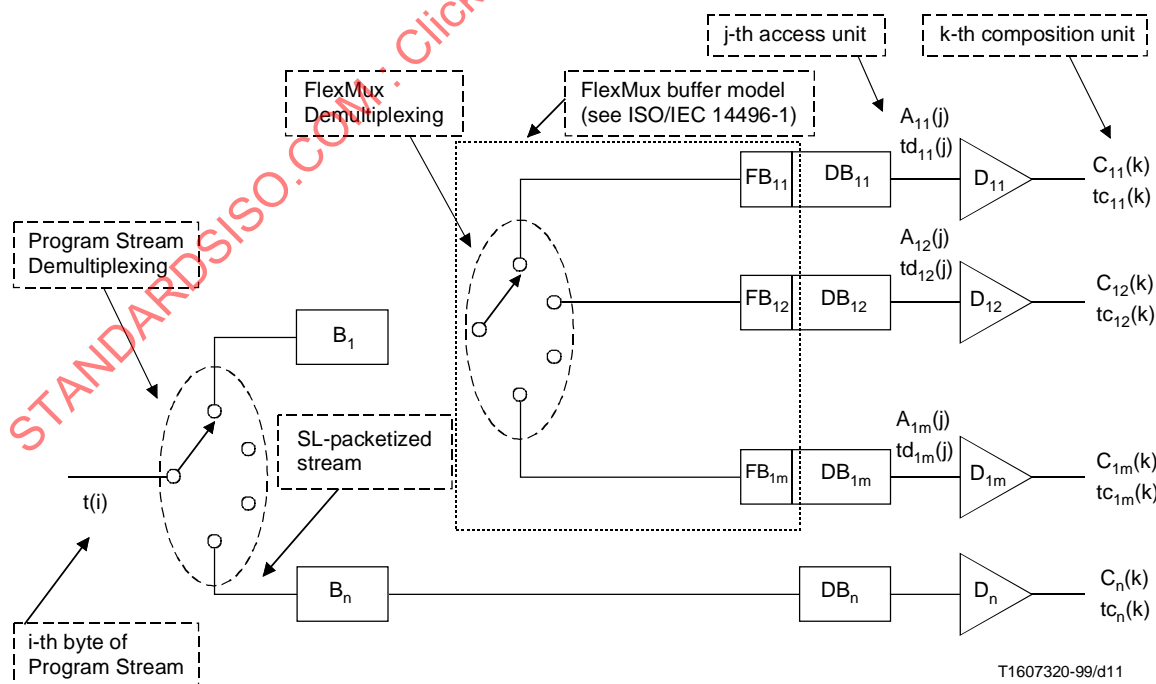 j-th access unit
k-th composition unit
FlexMux
Demultiplexing
FlexMux buffer model
(see ISO/IEC 14496-1)
A11(j)
td11(j)
FB11
DB11
D11
C11(k)
tc11(k)
Program Stream
Demultiplexing
A12(j)
td12(j)
FB12
DB12
D12
C12(k)
tc12(k)
B1
SL-packetized
stream
A1m(j)
td1m(j)
FB1m
DB1m
D1m
C1m(k)
tc1m(k)
t(i)
Bn
DBn
Dn
Cn(k)
tcn(k)
i-th byte of
Program Stream
T1607320-99/d11
STANDARDSISO.COM : Click